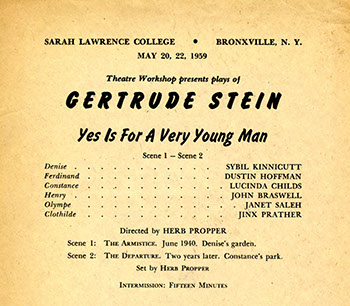 SARAH LAWRENCE COLLEGE • BRONXVILLE, N. Y.
MAY 20, 22, 1959
Theatre Workshop presents plays of
GERTRUDE STEIN
Yes Is For A Very Young Man
Scene 1 – Scene 2
Denise . . . . . . . . . . . . SYBIL KINNICUTT
Ferdinand . . . . . . . . . . . DUSTIN HOFFMAN
Constance . . . . . . . . . . . LUCINDA CHILDS
Henry . . . . . . . . . . . . JOHN BRASWELL
Olympe . . . . . . . . . . . . JANET SALEH
Clothilde . . . . . . . . . . . JINX PRATHER
Directed by HERB PROPPER
Scene 1: THE ARMISTICE. June 1940. Denise's garden.
Scene 2: THE DEPARTURE. Two years later. Constance's park.
Set by HERB PROPPER
INTERMISSION: FIFTEEN MINUTES